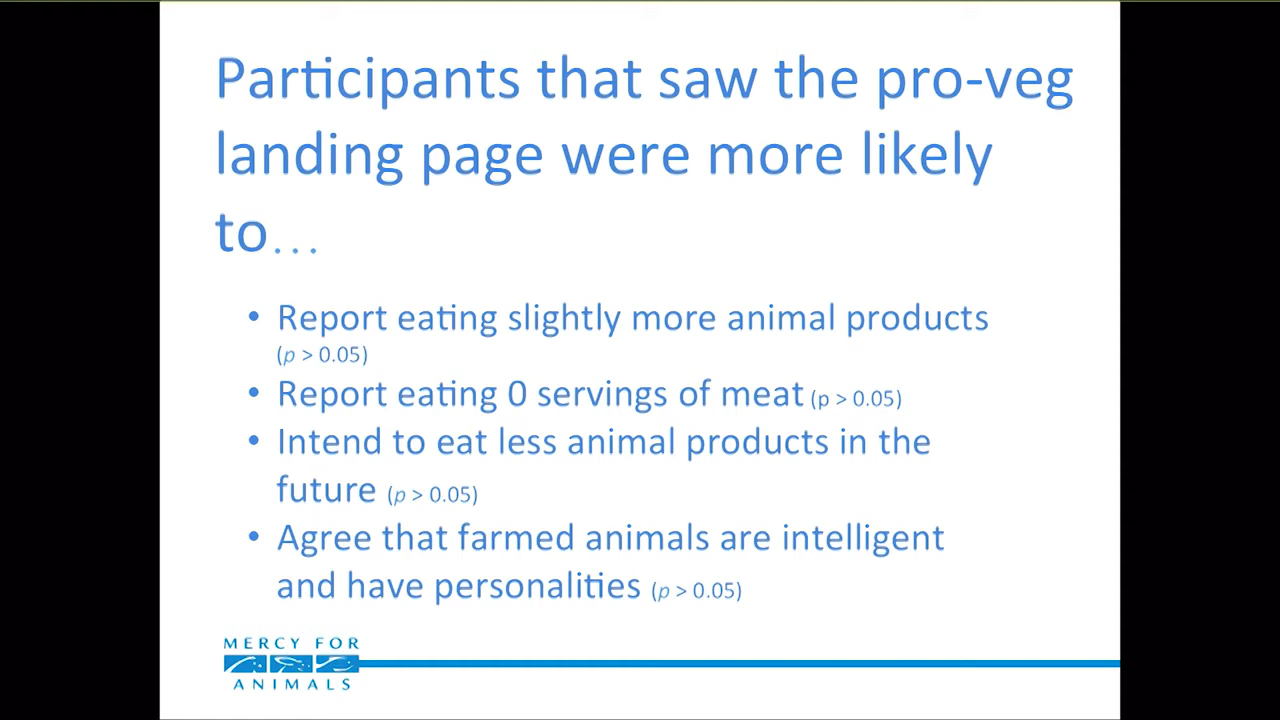 Participants that saw the pro-veg
landing page were more likely
to…
• Report eating slightly more animal products
(p > 0.05)
• Report eating 0 servings of meat (p > 0.05)
• Intend to eat less animal products in the
future (p > 0.05)
• Agree that farmed animals are intelligent
and have personalities (p > 0.05)
MERCY FOR
ANIMALS